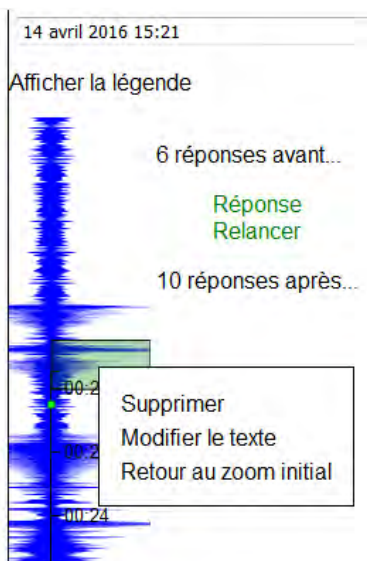 14 avril 2016 15:21
Afficher la légende
6 réponses avant...
Réponse
Relancer
10 réponses après...
Supprimer
Modifier le texte
Retour au zoom initial
00:24